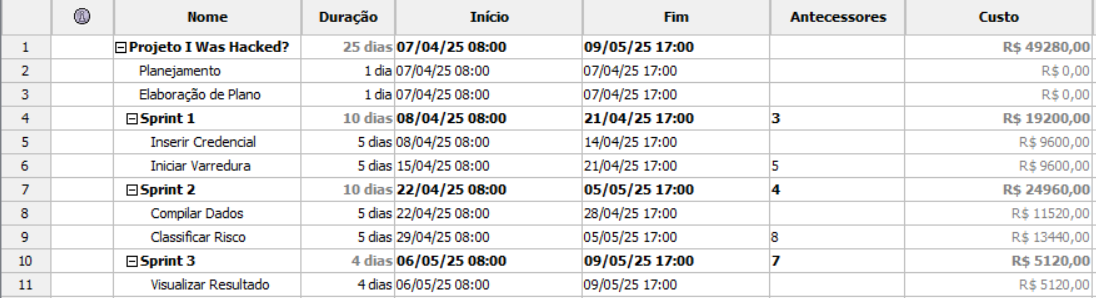 Nome Duração Início Fim Antecessores Custo
1 Projeto I Was Hacked? 25 dias 07/04/25 08:00 09/05/25 17:00 R$ 49280,00
2 Planejamento 1 dia 07/04/25 08:00 07/04/25 17:00 R$ 0,00
3 Elaboração de Plano 1 dia 07/04/25 08:00 07/04/25 17:00 R$ 0,00
4 Sprint 1 10 dias 08/04/25 08:00 21/04/25 17:00 3 R$ 19200,00
5 Inserir Credencial 5 dias 08/04/25 08:00 14/04/25 17:00 R$ 9600,00
6 Iniciar Varredura 5 dias 15/04/25 08:00 21/04/25 17:00 5 R$ 9600,00
7 Sprint 2 10 dias 22/04/25 08:00 05/05/25 17:00 4 R$ 24960,00
8 Compilar Dados 5 dias 22/04/25 08:00 28/04/25 17:00 R$ 11520,00
9 Classificar Risco 5 dias 29/04/25 08:00 05/05/25 17:00 8 R$ 13440,00
10 Sprint 3 4 dias 06/05/25 08:00 09/05/25 17:00 7 R$ 5120,00
11 Visualizar Resultado 4 dias 06/05/25 08:00 09/05/25 17:00 R$ 5120,00